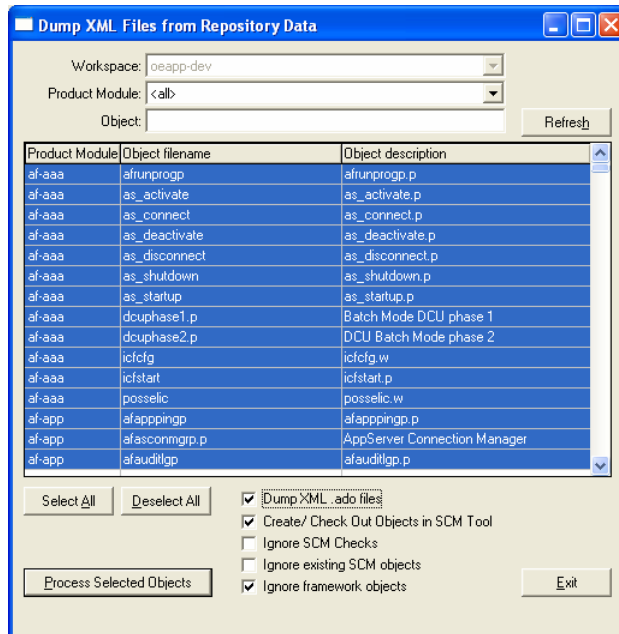 Dump XML Files from Repository Data
Workspace: oeapp-dev
Product Module: <all>
Object:
Refresh
Product Module Object filename Object description
af-aaa afrunprogp afrunprogp.p
af-aaa as_activate as_activate.p
af-aaa as_connect as_connect.p
af-aaa as_deactivate as_deactivate.p
af-aaa as_disconnect as_disconnect.p
af-aaa as_shutdown as_shutdown.p
af-aaa as_startup as_startup.p
af-aaa dcuphase1.p Batch Mode DCU phase 1
af-aaa dcuphase2.p DCU Batch Mode phase 2
af-aaa icfcfg icfcfg.w
af-aaa icfstart icfstart.p
af-aaa posselic posselic.w
af-app afapppingp afapppingp.p
af-app afasconmgrp.p AppServer Connection Manager
af-app afauditlgp afauditlgp.p
Select All Deselect All Dump XML .ado files
Create/ Check Out Objects in SCM Tool
Ignore SCM Checks
Ignore existing SCM objects
Process Selected Objects Ignore framework objects Exit